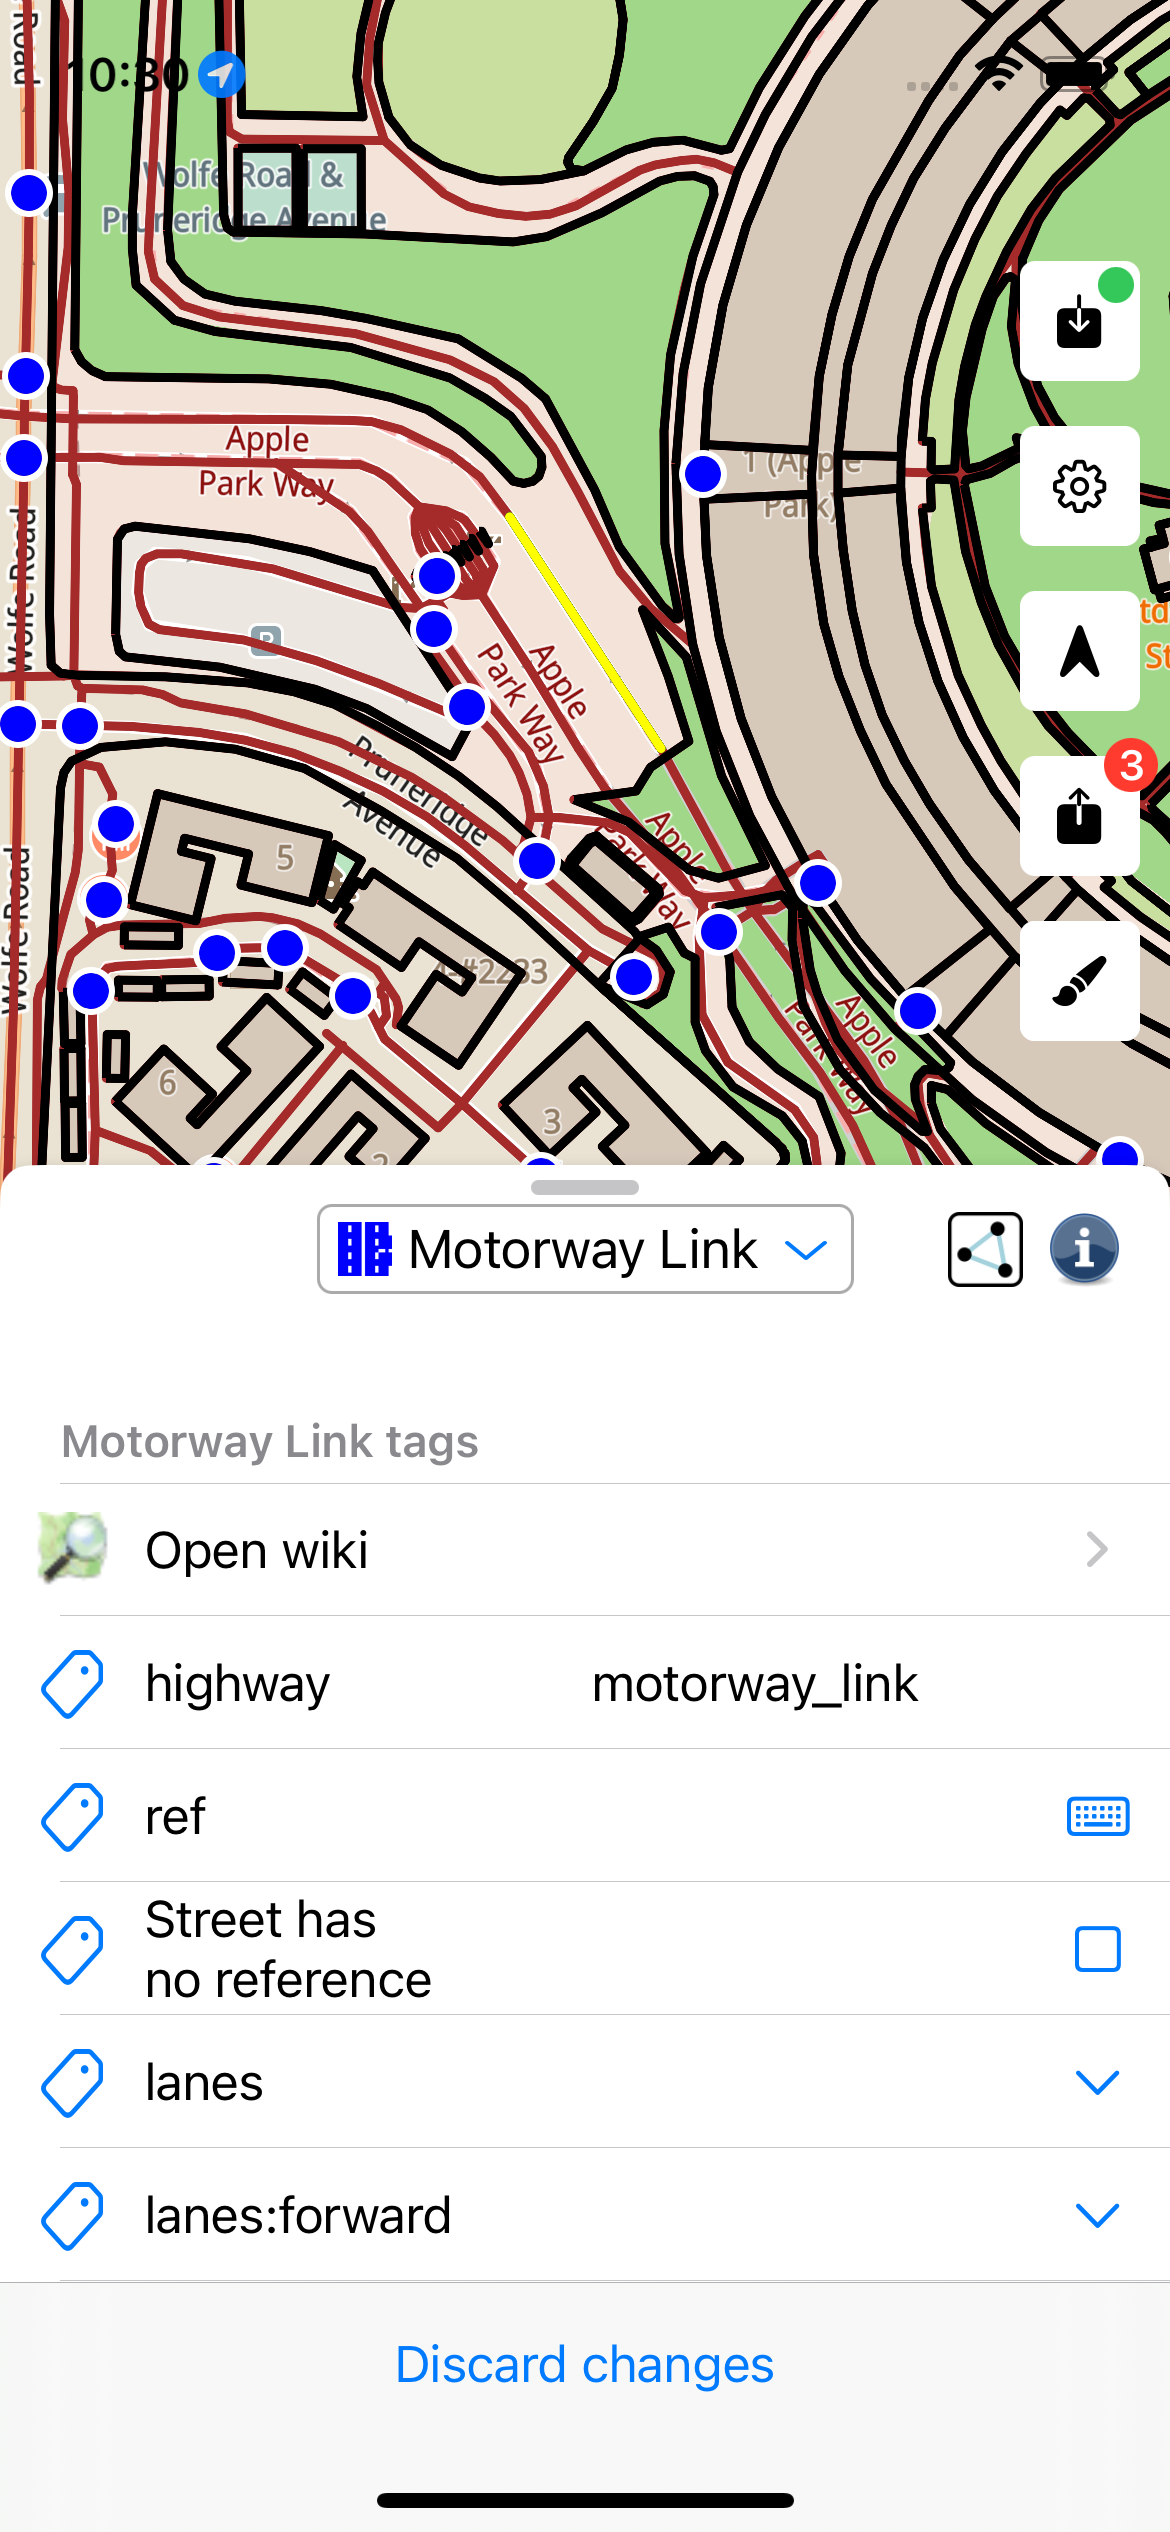 Road
10:30
Wolfe Road &
Pruneridge Avenue
Apple
Park Way
1 (Apple
Park)
Wolfe Road
P
Apple
Park Way
Pruneridge
Avenue
Apple
Park Way
5
3
Wolfe Road
Apple
Park Way
6
3
2
Motorway Link
Motorway Link tags
Open wiki
highway motorway_link
ref
Street has
no reference
lanes
lanes:forward
Discard changes